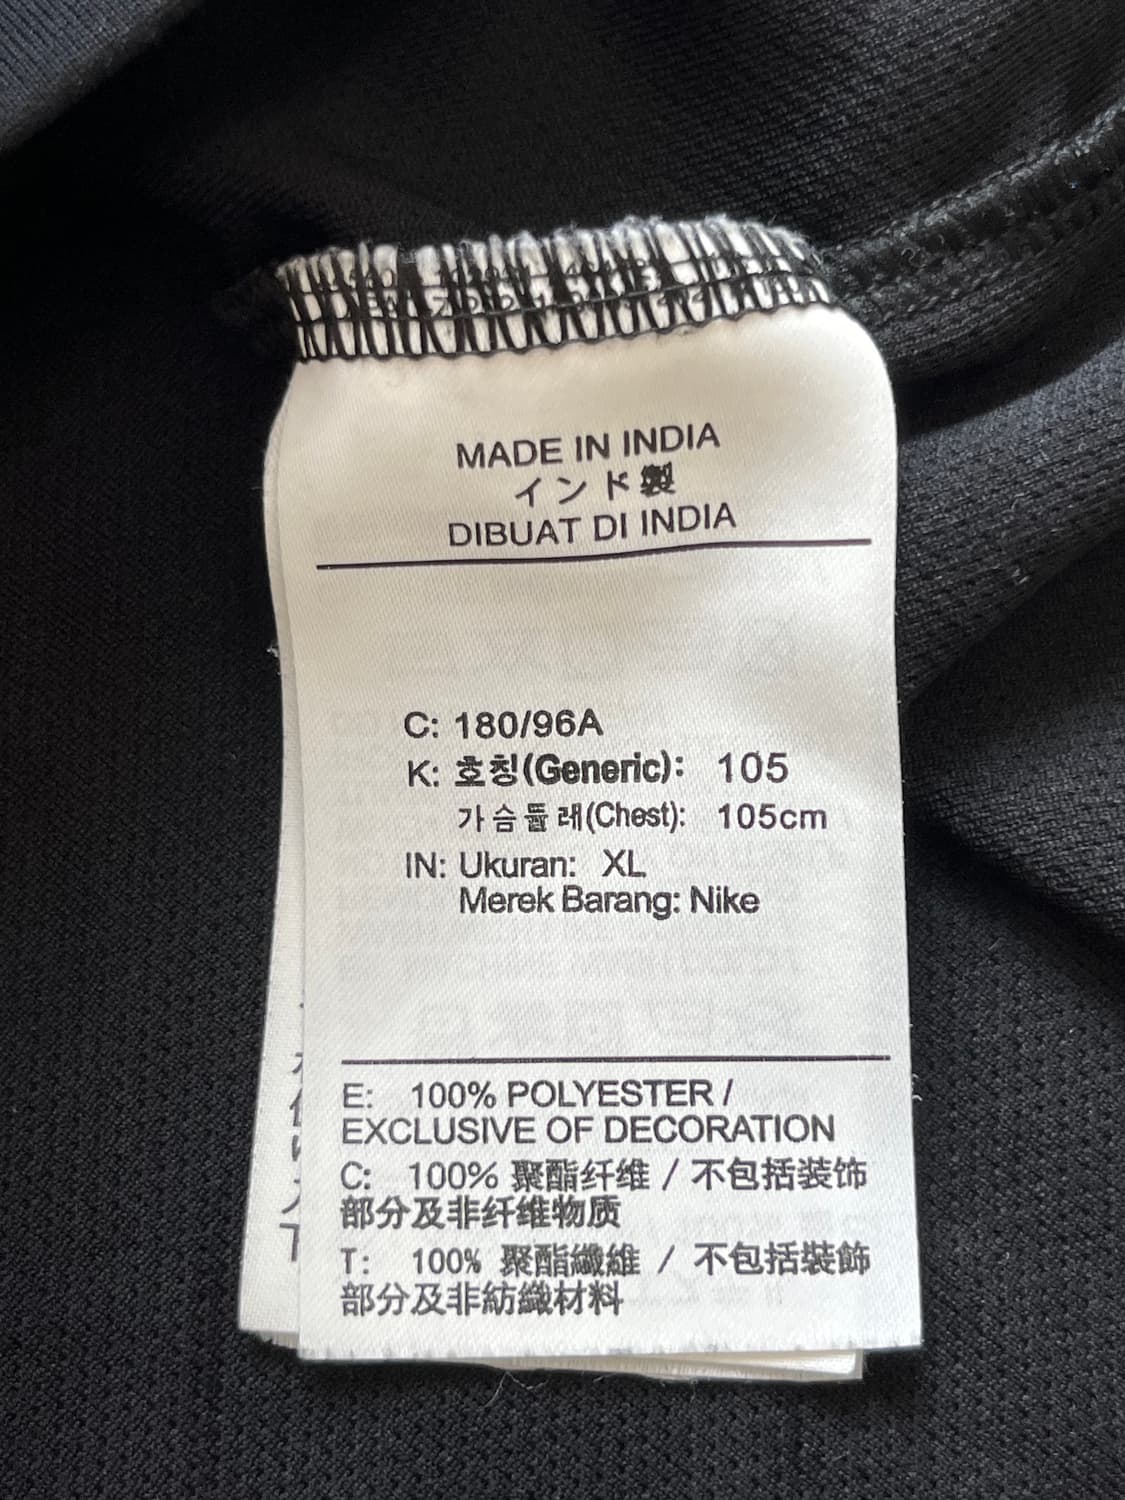 MADE IN INDIA
インド製
DIBUAT DI INDIA
C: 180/96A
K: 호칭(Generic): 105
가슴둘레(Chest): 105cm
IN: Ukuran: XL
Merek Barang: Nike
E: 100% POLYESTER /
EXCLUSIVE OF DECORATION
C: 100% 聚酯纤维 / 不包括装饰
部分及非纤维物质
T: 100% 聚酯纖維 / 不包括裝飾
部分及非紡織材料